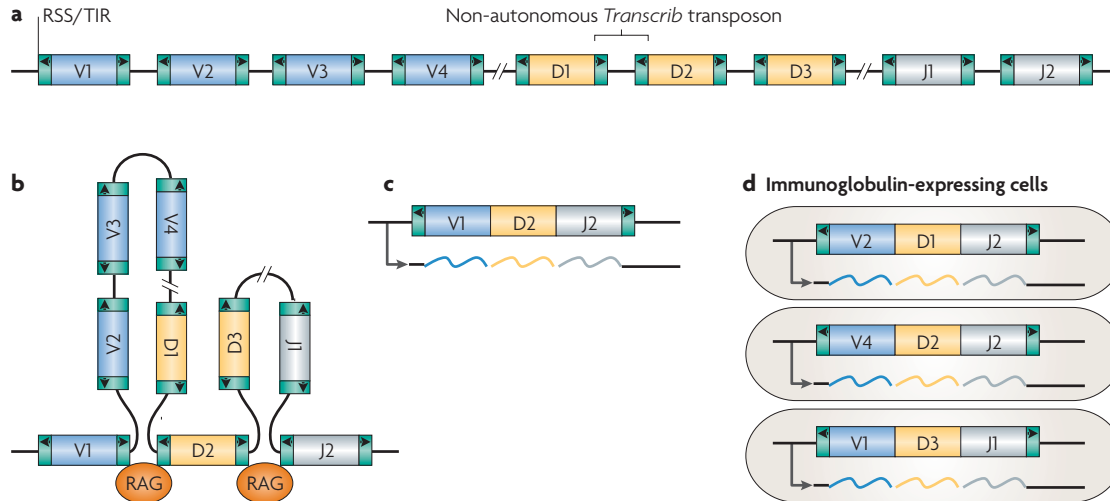 a RSS/TIR
Non-autonomous Transcrib transposon
V1 V2 V3 V4 D1 D2 D3 J1 J2
b
V3 V4
V2 D1 D3 J1
V1 D2 J2
RAG RAG
c
V1 D2 J2
d Immunoglobulin-expressing cells
V2 D1 J2
V4 D2 J2
V1 D3 J1